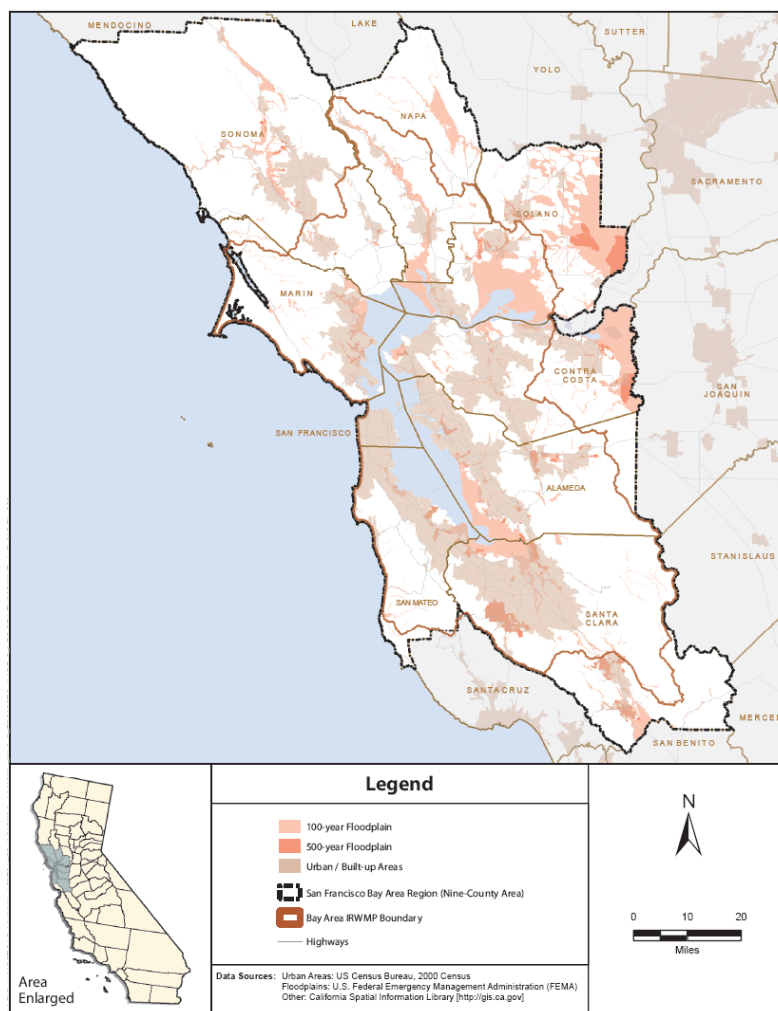 MENDOCINO
LAKE
SUTTER
YOLO
NAPA
SONOMA
SACRAMENTO
SOLANO
MARIN
CONTRA
COSTA
SAN
JOAQUIN
SAN FRANCISCO
ALAMEDA
STANISLAUS
SAN MATEO
SANTA
CLARA
SANTA CRUZ
MERCED
SAN BENITO
Legend
100-year Floodplain
500-year Floodplain
Urban / Built-up Areas
San Francisco Bay Area Region (Nine-County Area)
Bay Area IRWMP Boundary
Highways
Data Sources: Urban Areas: US Census Bureau, 2000 Census
Floodplains: U.S. Federal Emergency Management Administration (FEMA)
Other: California Spatial Information Library [http://gis.ca.gov]
Area
Enlarged
N
0 10 20
Miles